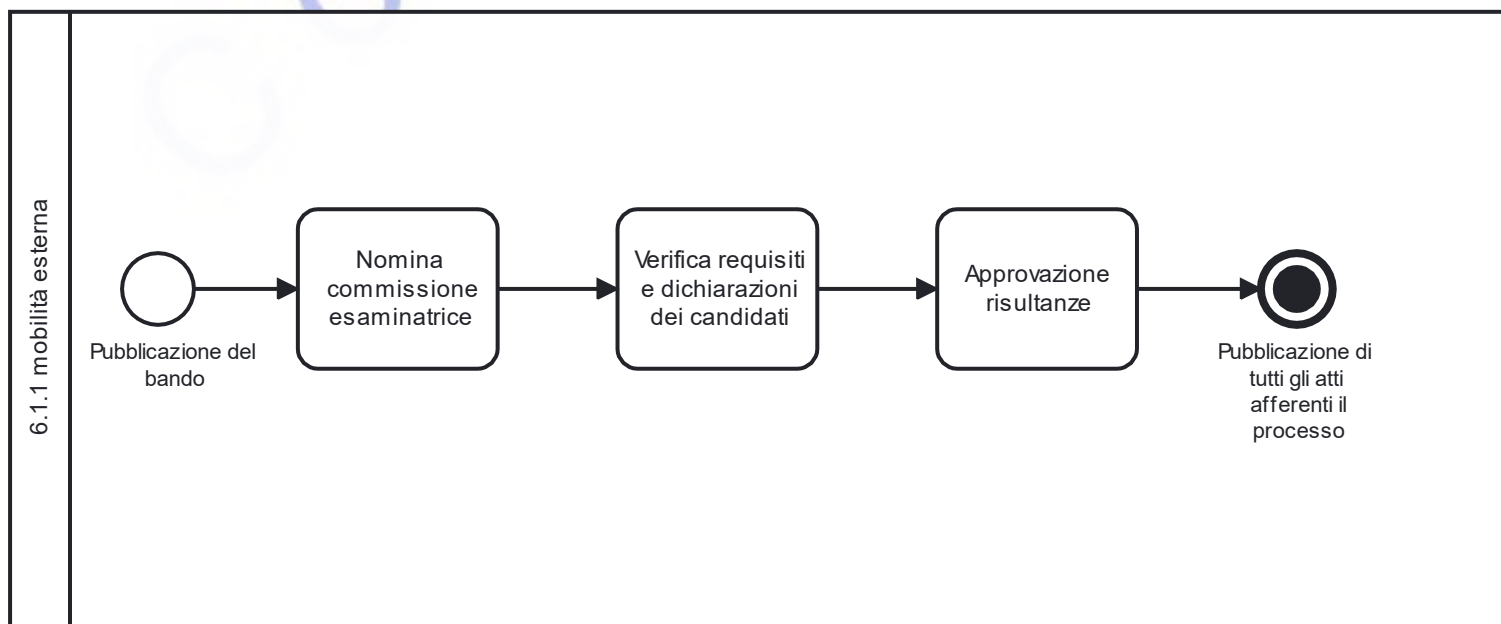 6.1.1 mobilità esterna
Pubblicazione del
bando
Nomina
commissione
esaminatrice
Verifica requisiti
e dichiarazioni
dei candidati
Approvazione
risultanze
Pubblicazione di
tutti gli atti
afferenti il
processo